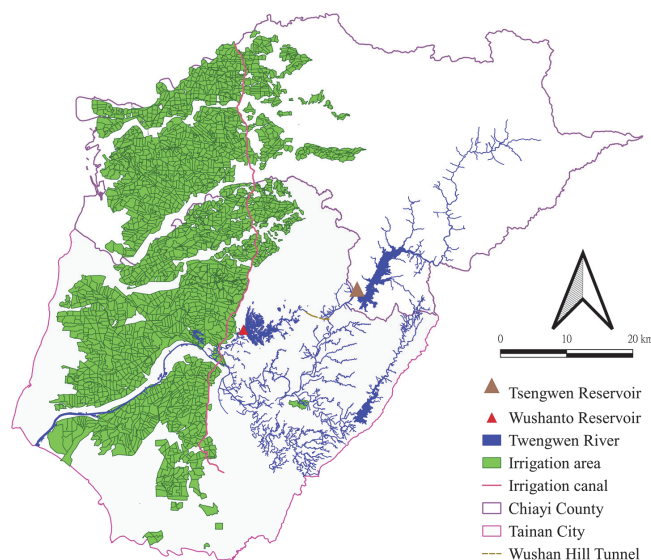 0 10 20 km
Tsengwen Reservoir
Wushanto Reservoir
Twengwen River
Irrigation area
Irrigation canal
Chiayi County
Tainan City
Wushan Hill Tunnel